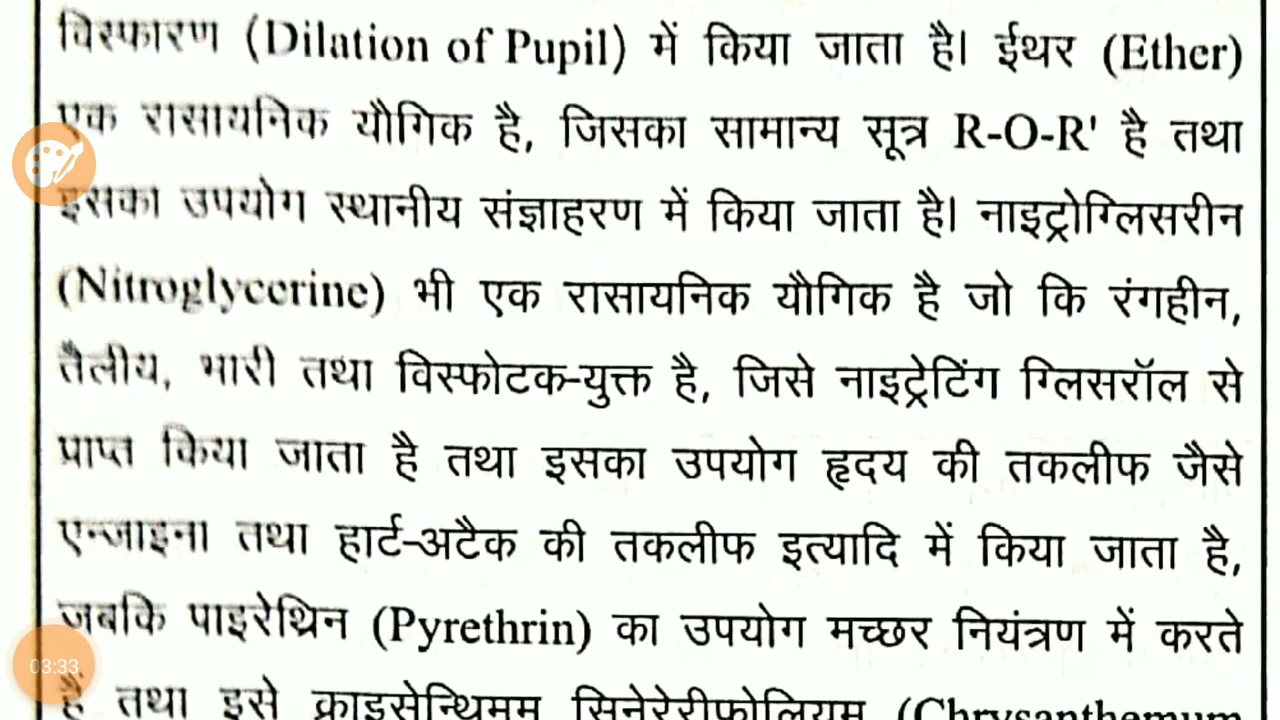 विस्फारण (Dilation of Pupil) में किया जाता है। ईथर (Ether)
एक रासायनिक यौगिक है, जिसका सामान्य सूत्र R-O-R' है तथा
इसका उपयोग स्थानीय संज्ञाहरण में किया जाता है। नाइट्रोग्लिसरीन
(Nitroglycerine) भी एक रासायनिक यौगिक है जो कि रंगहीन,
तैलीय, भारी तथा विस्फोटक-युक्त है, जिसे नाइट्रेटिंग ग्लिसरॉल से
प्राप्त किया जाता है तथा इसका उपयोग हृदय की तकलीफ जैसे
एन्जाइना तथा हार्ट-अटैक की तकलीफ इत्यादि में किया जाता है,
जबकि पाइरेथ्रिन (Pyrethrin) का उपयोग मच्छर नियंत्रण में करते
03:33
हैं तथा इसे क्राइसेन्थिमम सिनेरेरीफोलियम (Chrysanthemum